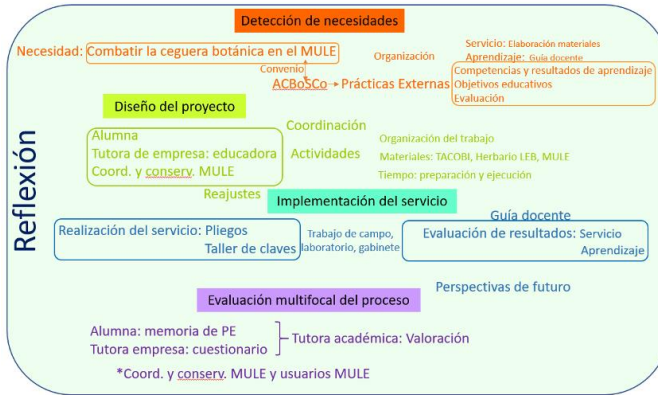 Reflexión
Detección de necesidades
Necesidad: Combatir la ceguera botánica en el MULE
Convenio
ACBoSCo
Prácticas Externas
Organización
Servicio: Elaboración materiales
Aprendizaje: Guía docente
Competencias y resultados de aprendizaje
Objetivos educativos
Evaluación
Diseño del proyecto
Alumna
Tutora de empresa: educadora
Coord. y conserv. MULE
Coordinación
Actividades
Organización del trabajo
Materiales: TACOBI, Herbario LEB, MULE
Tiempo: preparación y ejecución
Reajustes
Implementación del servicio
Realización del servicio: Pliegos
Taller de claves
Trabajo de campo,
laboratorio, gabinete
Guía docente
Evaluación de resultados: Servicio
Aprendizaje
Perspectivas de futuro
Evaluación multifocal del proceso
Alumna: memoria de PE
Tutora empresa: cuestionario
Tutora académica: Valoración
*Coord. y conserv. MULE y usuarios MULE